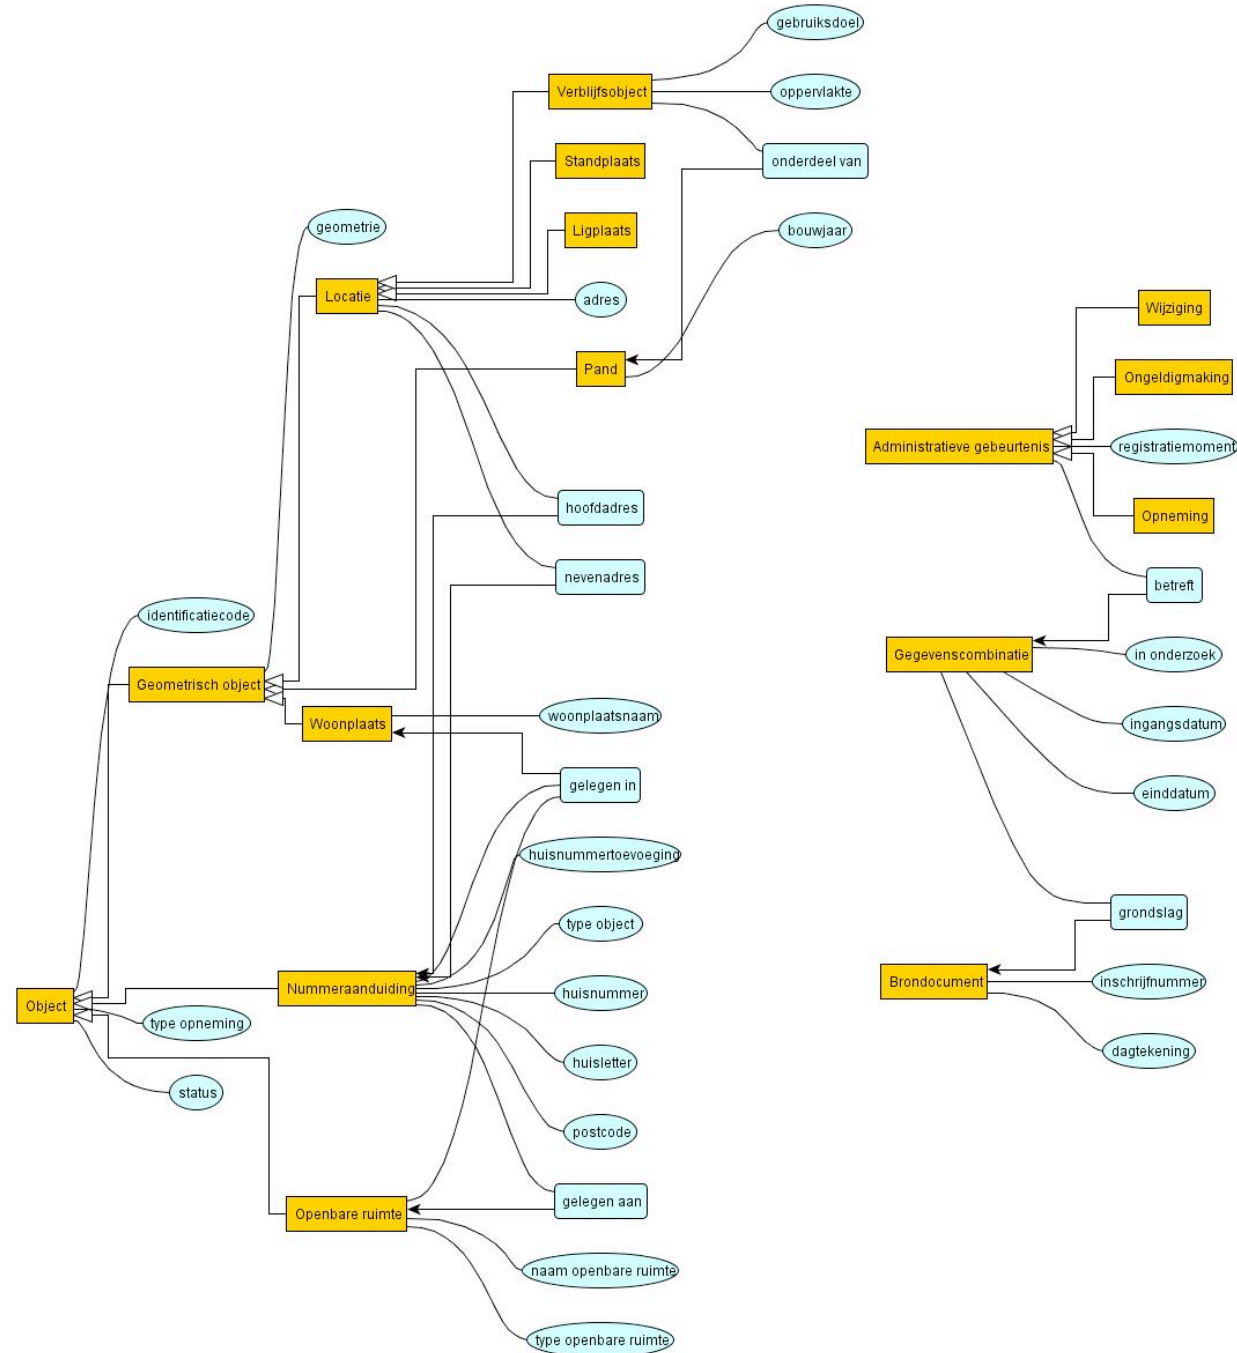 gebruiksdoel
Verblijfsobject
oppervlakte
Standplaats
onderdeel van
geometrie
Ligplaats
bouwjaar
Locatie
adres
Wijziging
Pand
Ongeldigmaking
Administratieve gebeurtenis
registratiemoment
hoofdadres
Opneming
nevenadres
betreft
identificatiecode
Gegevenscombinatie
in onderzoek
Geometrisch object
Woonplaats
woonplaatsnaam
ingangsdatum
gelegen in
einddatum
huisnummertoevoeging
type object
grondslag
Nummeraanduiding
huisnummer
Brondocument
inschrijfnummer
Object
type opneming
huisletter
dagtekening
status
postcode
gelegen aan
Openbare ruimte
naam openbare ruimte
type openbare ruimte